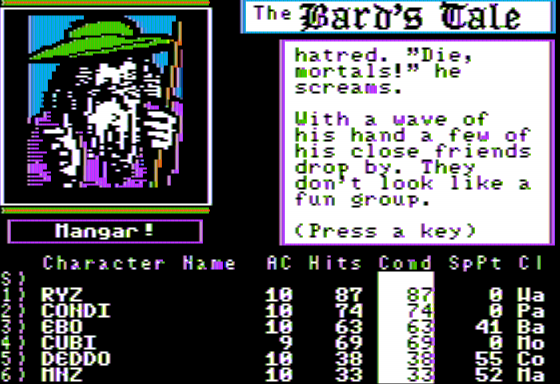 The Bard's Tale
hatred. "Die,
mortals!" he
screams.
With a wave of
his hand a few of
his close friends
drop by. They
don't look like a
fun group.
(Press a key)
Mangar!
Character Name AC Hits Cond SpPt Cl
S)
1) RYZ 10 87 87 0 Wa
2) CONDI 10 74 74 0 Pa
3) EBO 10 63 63 41 Ba
4) CUBI 9 69 69 0 Mo
5) DEDDO 10 38 38 55 Co
6) MNZ 10 33 33 52 Ma